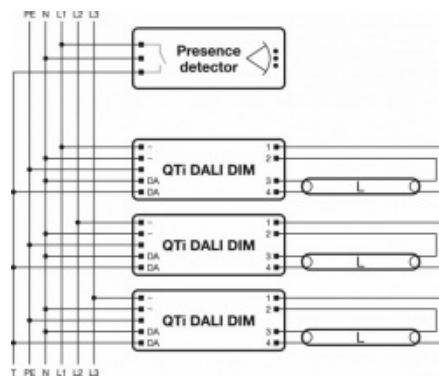 PE N L1 L2 L3
Presence
detector
~
~
DA
DA
QTi DALI DIM
1
2
3
4
L
~
~
DA
DA
QTi DALI DIM
1
2
3
4
L
~
~
DA
DA
QTi DALI DIM
1
2
3
4
L
T PE N L1 L2 L3